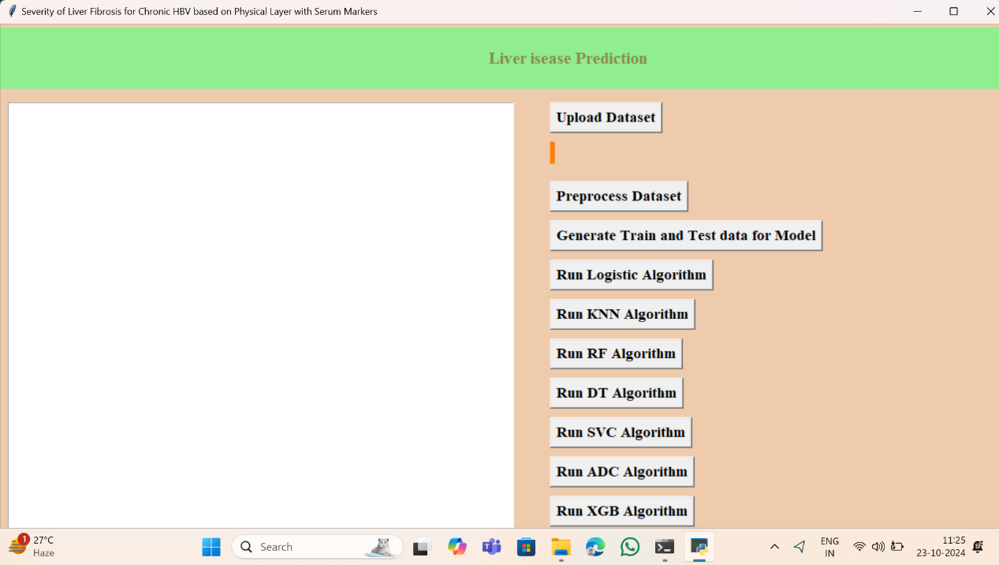 Severity of Liver Fibrosis for Chronic HBV based on Physical Layer with Serum Markers
Liver isease Prediction
Upload Dataset
Preprocess Dataset
Generate Train and Test data for Model
Run Logistic Algorithm
Run KNN Algorithm
Run RF Algorithm
Run DT Algorithm
Run SVC Algorithm
Run ADC Algorithm
Run XGB Algorithm
1
27°C
Haze
Search
ENG
IN
11:25
23-10-2024